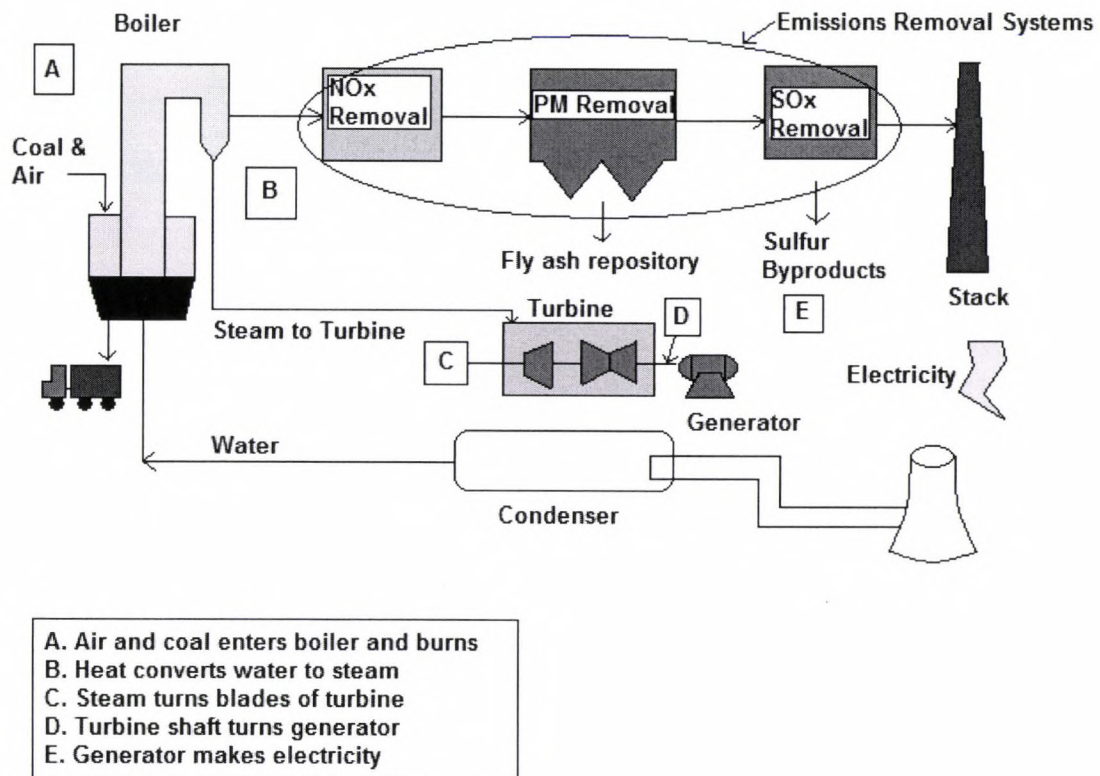 Boiler
Emissions Removal Systems
A
NOx
Removal
PM Removal
SOx
Removal
Coal &
Air
B
Fly ash repository
Sulfur
Byproducts
E
Stack
Steam to Turbine
Turbine
D
C
Generator
Electricity
Water
Condenser
A. Air and coal enters boiler and burns
B. Heat converts water to steam
C. Steam turns blades of turbine
D. Turbine shaft turns generator
E. Generator makes electricity